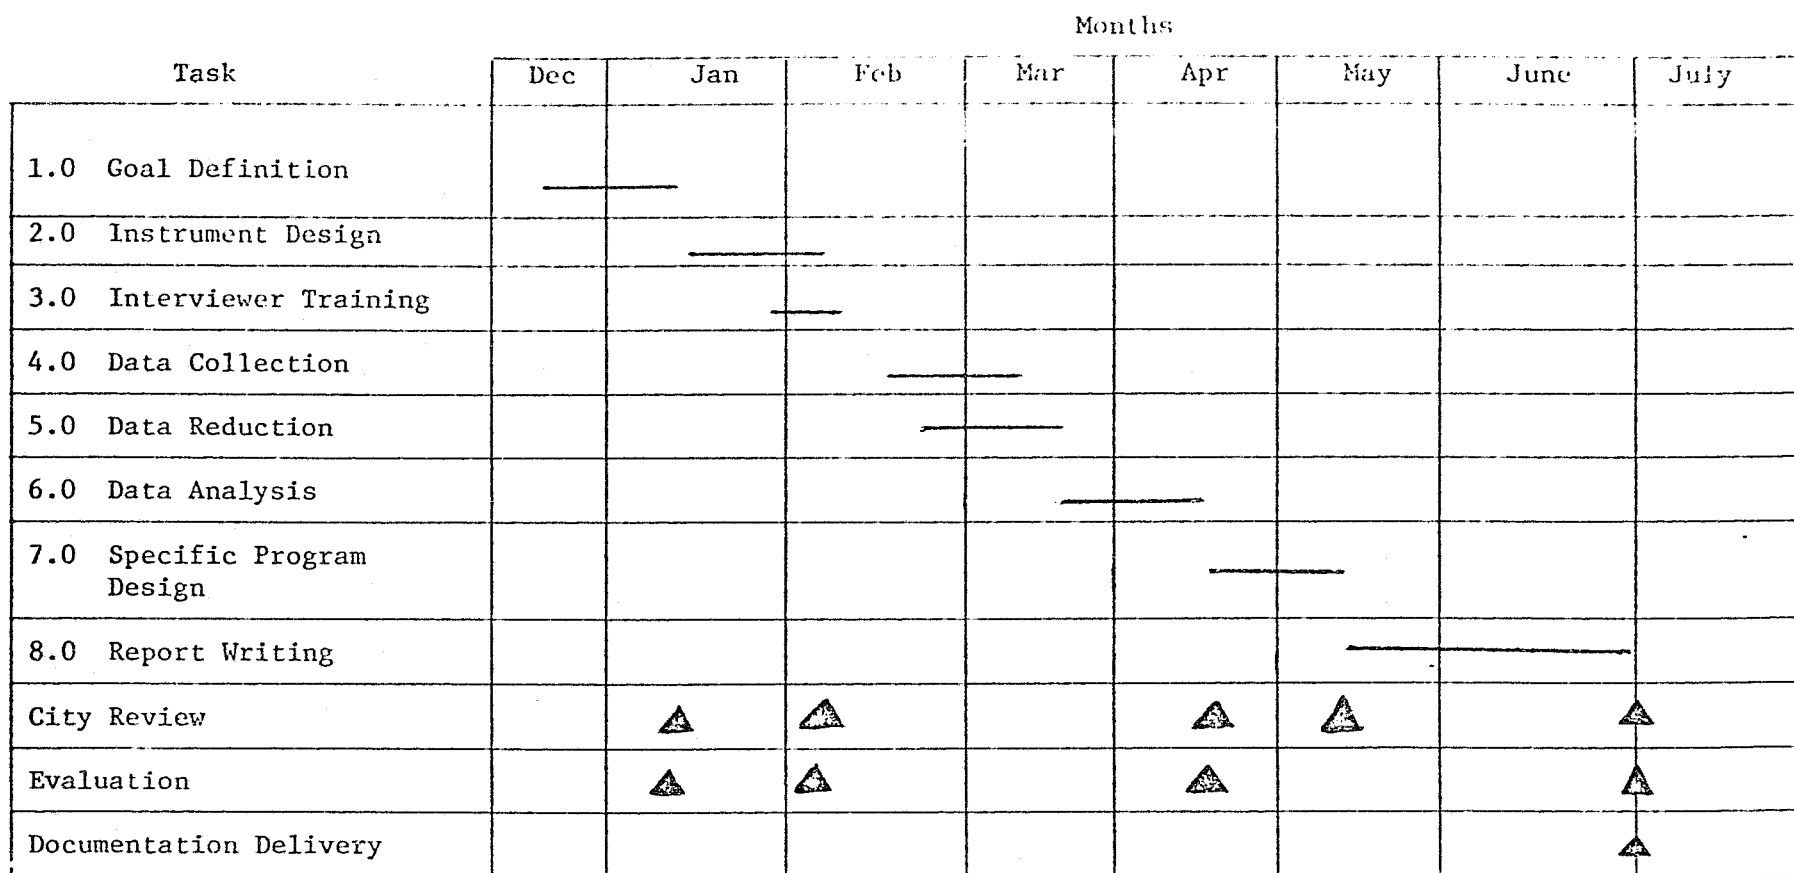 Months
Task Dec Jan Feb Mar Apr May June July
1.0 Goal Definition
2.0 Instrument Design
3.0 Interviewer Training
4.0 Data Collection
5.0 Data Reduction
6.0 Data Analysis
7.0 Specific Program
Design
8.0 Report Writing
City Review
Evaluation
Documentation Delivery